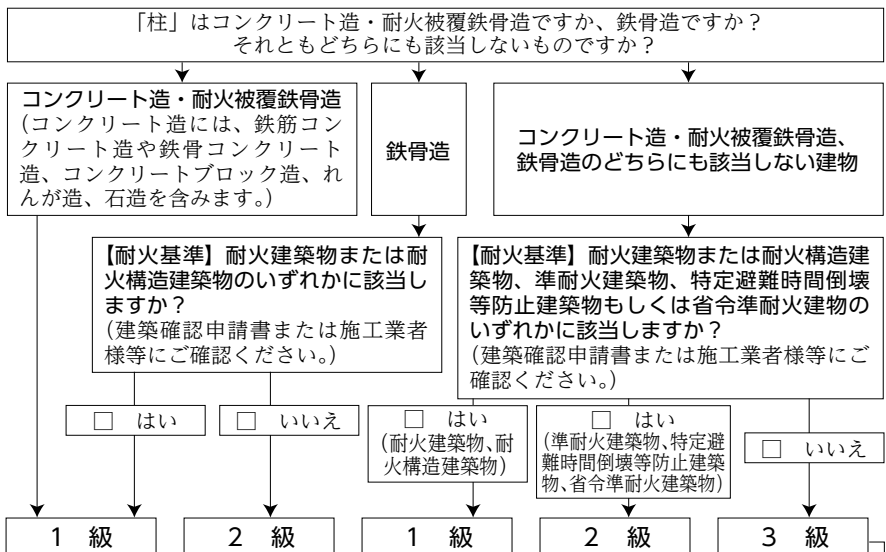 「柱」はコンクリート造・耐火被覆鉄骨造ですか、鉄骨造ですか？
それともどちらにも該当しないものですか？
コンクリート造・耐火被覆鉄骨造
(コンクリート造には、鉄筋コン
クリート造や鉄骨コンクリート
造、コンクリートブロック造、れ
んが造、石造を含みます。)
鉄骨造
コンクリート造・耐火被覆鉄骨造、
鉄骨造のどちらにも該当しない建物
【耐火基準】耐火建築物または耐
火構造建築物のいずれかに該当し
ますか？
(建築確認申請書または施工業者
様等にご確認ください。)
【耐火基準】耐火建築物または耐火構造建
築物、準耐火建築物、特定避難時間倒壊
等防止建築物もしくは省令準耐火建物の
いずれかに該当しますか？
(建築確認申請書または施工業者様等にご
確認ください。)
□ はい
□ いいえ
□ はい
(耐火建築物、耐
火構造建築物)
□ はい
(準耐火建築物、特定避
難時間倒壊等防止建築
物、省令準耐火建築物)
□ いいえ
1 級
2 級
1 級
2 級
3 級